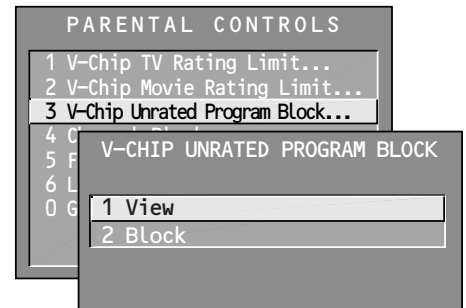 PARENTAL CONTROLS
1 V-Chip TV Rating Limit...
2 V-Chip Movie Rating Limit...
3 V-Chip Unrated Program Block...
4
5 F
6 L
0 G
V-CHIP UNRATED PROGRAM BLOCK
1 View
2 Block